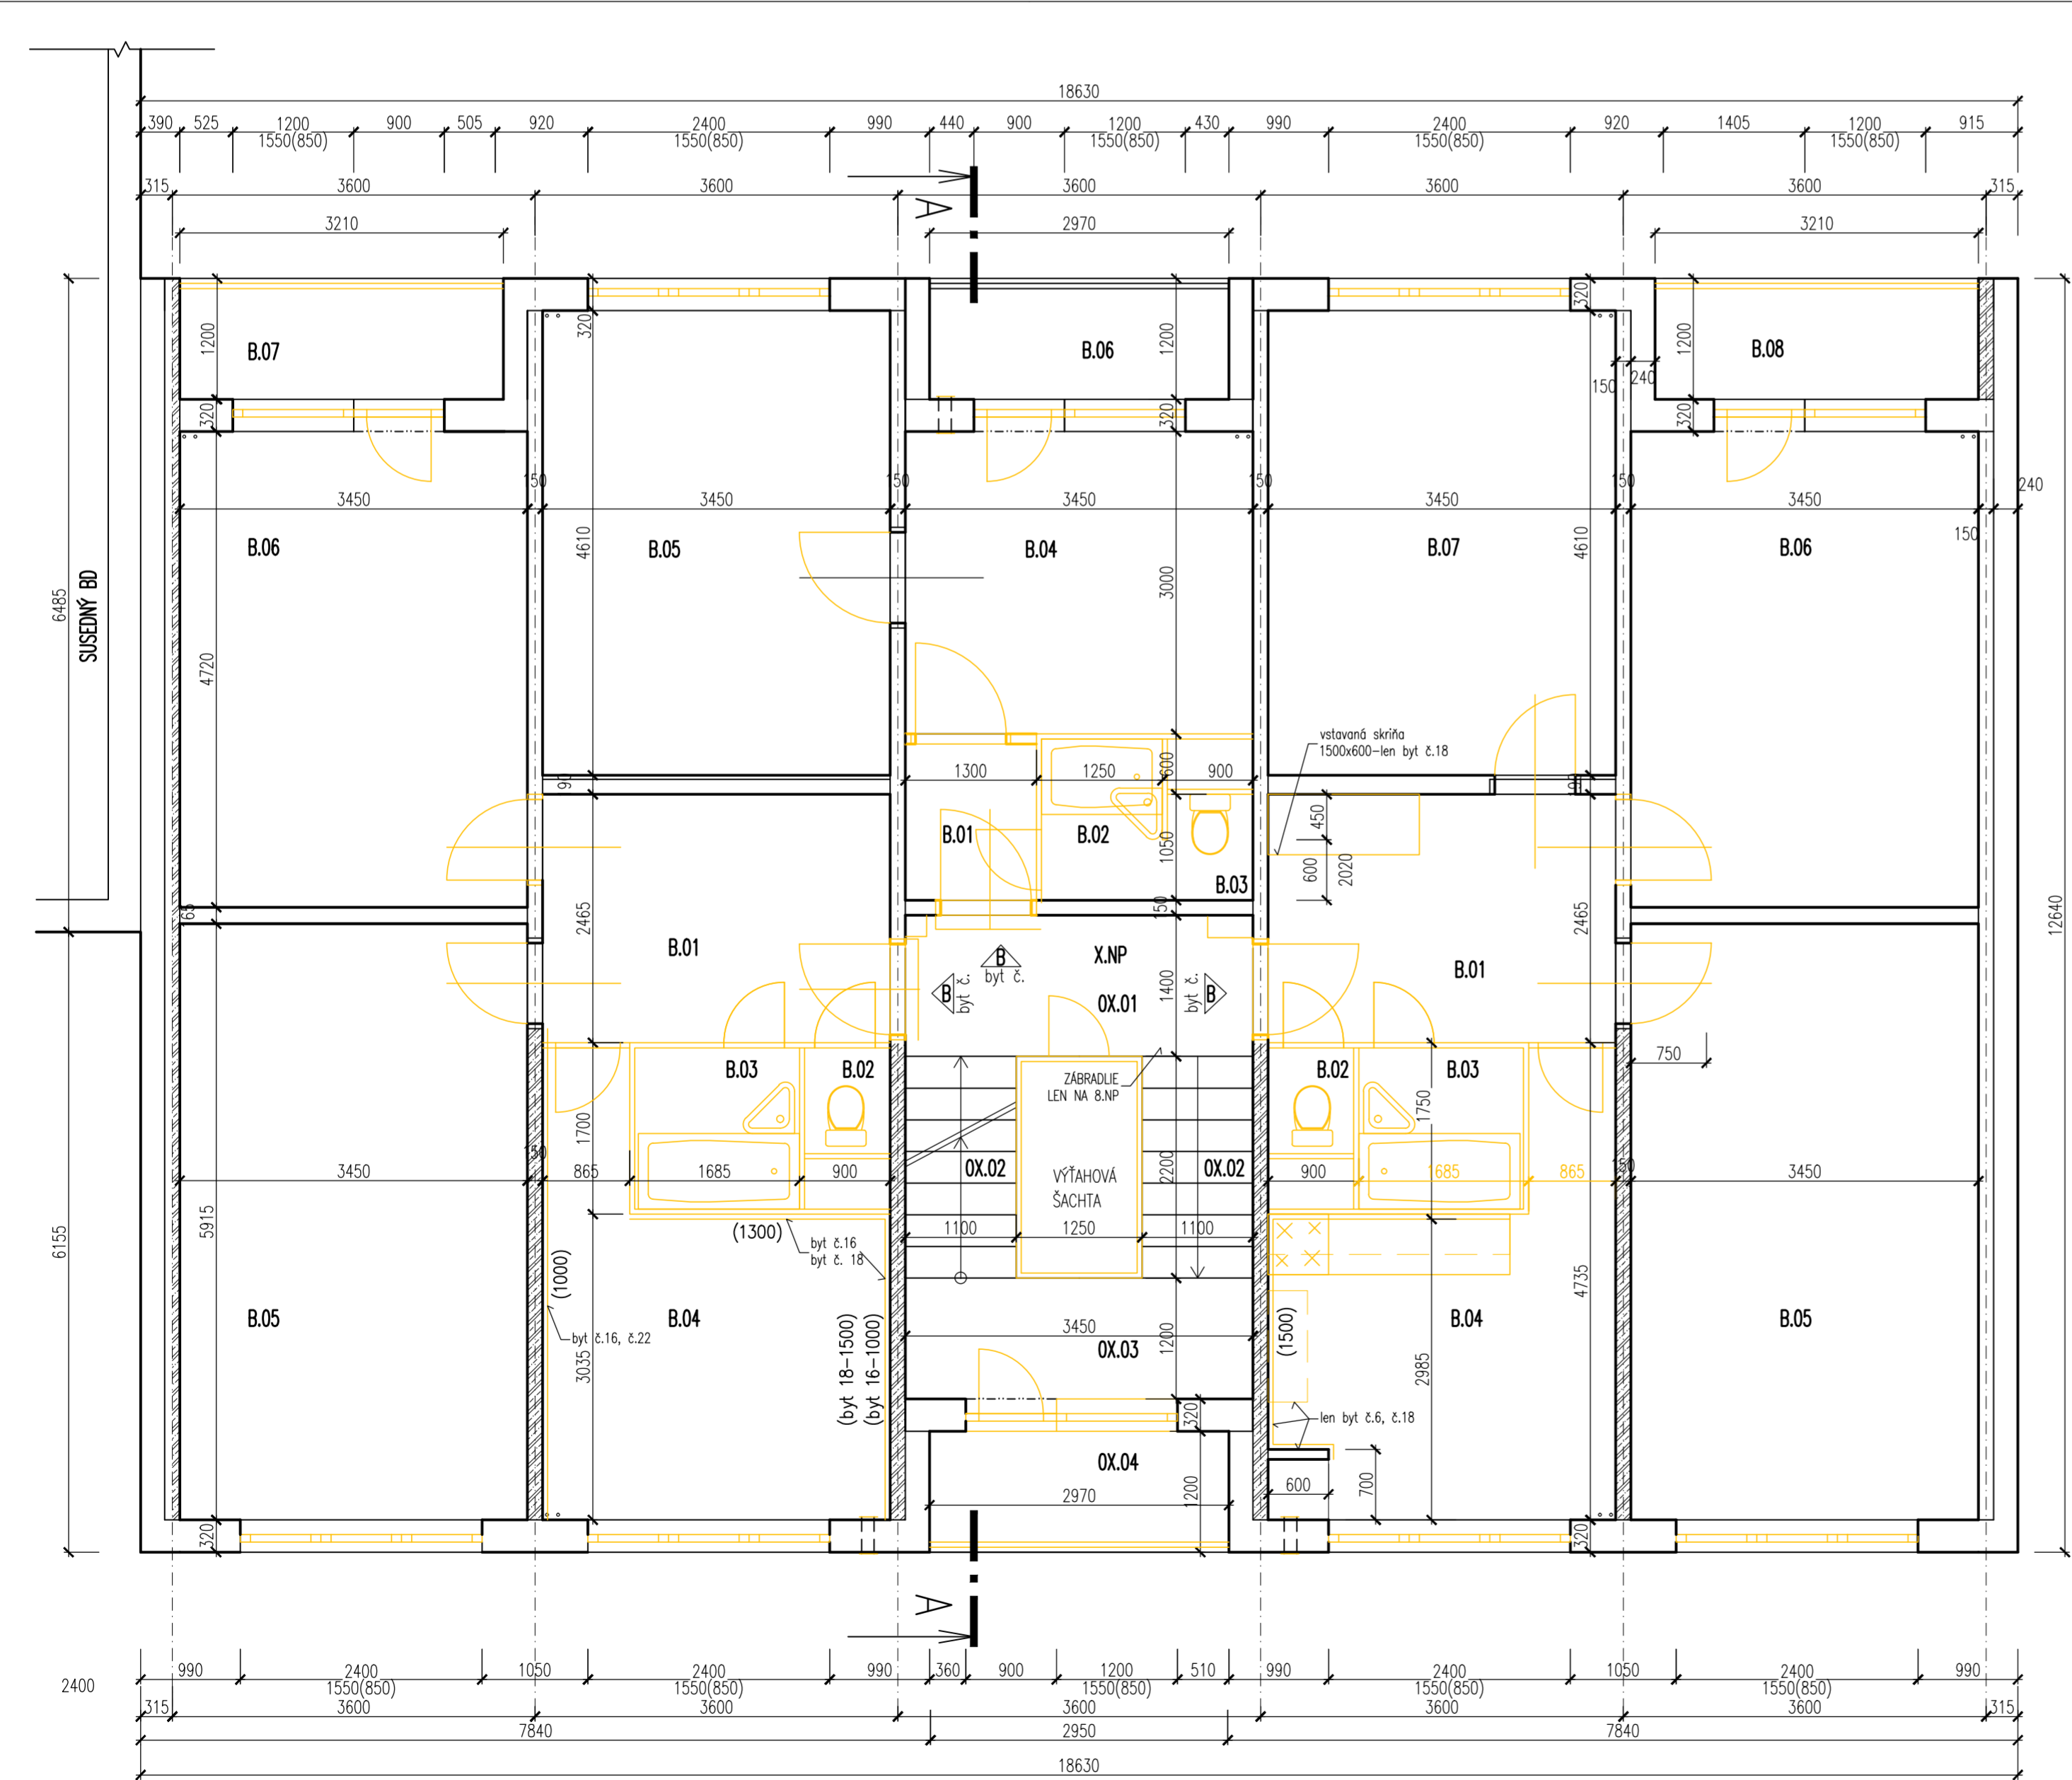 18630
390 525 1200 900 505 920 2400 990 440 900 1200 430 990 2400 920 1405 1200 915
1550(850) 1550(850) 1550(850) 1550(850) 1550(850)
315 3600 3600 3600 3600 3600 315
3210 2970 3210
A
320 320
1200 B.07 B.06 1200 1200 B.08
150 240
320 320 320
150 150 150 150 240
3450 3450 3450 3450 3450
150
B.06 B.05 B.04 B.07 B.06
4610 4610
3000
6485
SUSEDNÝ BD
12640
4720
vstavaná skriňa
1500x600-len byt č.18
90 1300 1250 600 900
450
B.01 B.02 1050
600 2020
B.03
65 150
2465 2465
B.01 X.NP B.01
B B B
byt č. byt č. byt č.
1400
OX.01
750
B.03 B.02 ZÁBRADLIE B.02 B.03
LEN NA 8.NP
1700 1750
150 150
3450 865 1685 900 OX.02 VÝŤAHOVÁ 2200 OX.02 900 1685 865 3450
ŠACHTA
5915
6155
(1300) byt č.16
byt č. 18
1100 1250 1100
(1000)
4735
B.05 B.04 B.04 B.05
byt č.16, č.22
3450
OX.03 1200
(1500)
3035 (byt 18-1500)
(byt 16-1000)
2985
320 len byt č.6, č.18
OX.04
2970 1200
600 700
320 320
A
2400
990 2400 1050 2400 990 360 900 1200 510 990 2400 1050 2400 990
1550(850) 1550(850) 1550(850) 1550(850) 1550(850)
315 3600 3600 3600 3600 3600 315
7840 2950 7840
18630